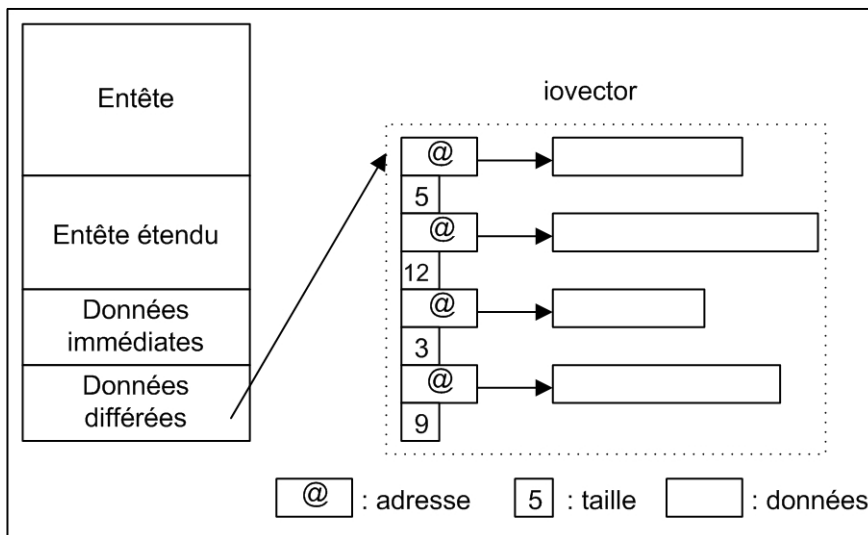 Entête
Entête étendu
Données
immédiates
Données
différées
iovector
@
5
@
12
@
3
@
9
@ : adresse
5 : taille
: données